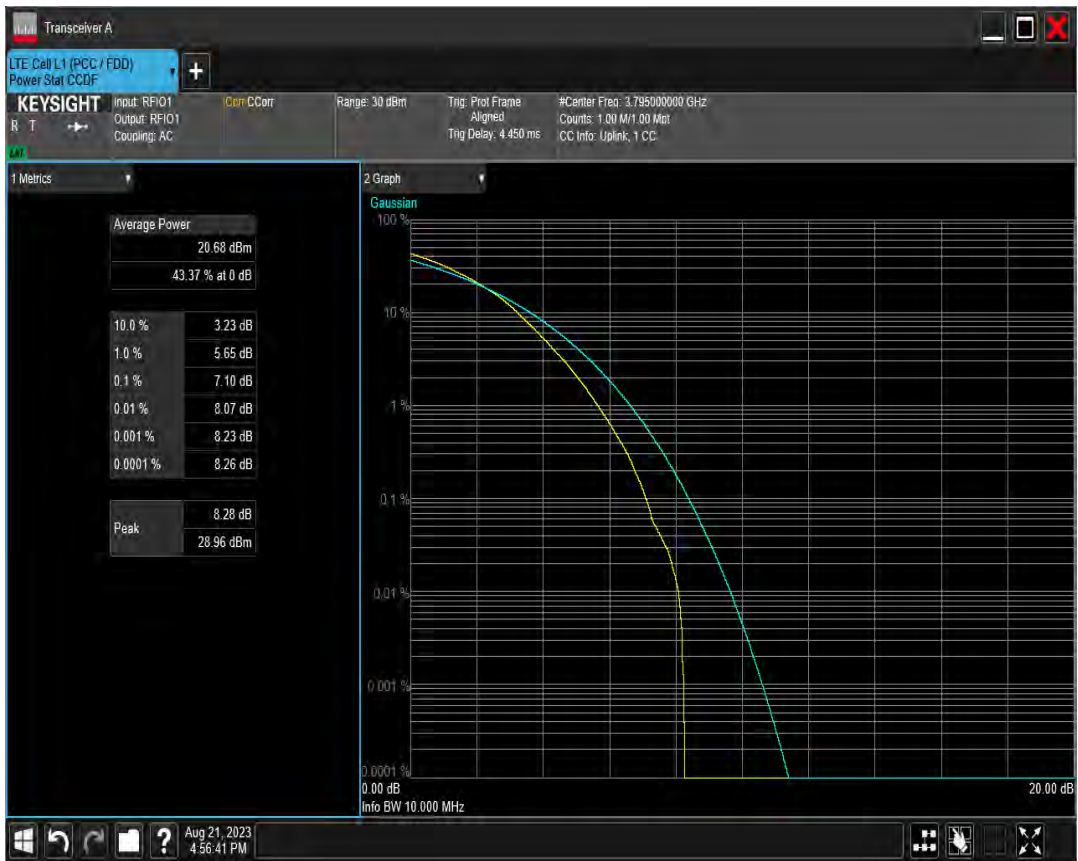 Transceiver A
LTE Cell L1 (PCC / FDD)
Power Stat CCDF
+
KEYSIGHT
R T
LXI
Input: RFIO1
Output: RFIO1
Coupling: AC
Corr CCorr
Range: 30 dBm
Trig: Prot Frame
Aligned
Trig Delay: 4.450 ms
#Center Freq: 3.795000000 GHz
Counts: 1.00 M/1.00 Mpt
CC Info: Uplink, 1 CC
1 Metrics
Average Power
20.68 dBm
43.37 % at 0 dB
10.0 % 3.23 dB
1.0 % 5.65 dB
0.1 % 7.10 dB
0.01 % 8.07 dB
0.001 % 8.23 dB
0.0001 % 8.26 dB
Peak
8.28 dB
28.96 dBm
2 Graph
Gaussian
100 %
10 %
1 %
0.1 %
0.01 %
0.001 %
0.0001 %
0.00 dB 20.00 dB
Info BW 10.000 MHz
? Aug 21, 2023
4:56:41 PM